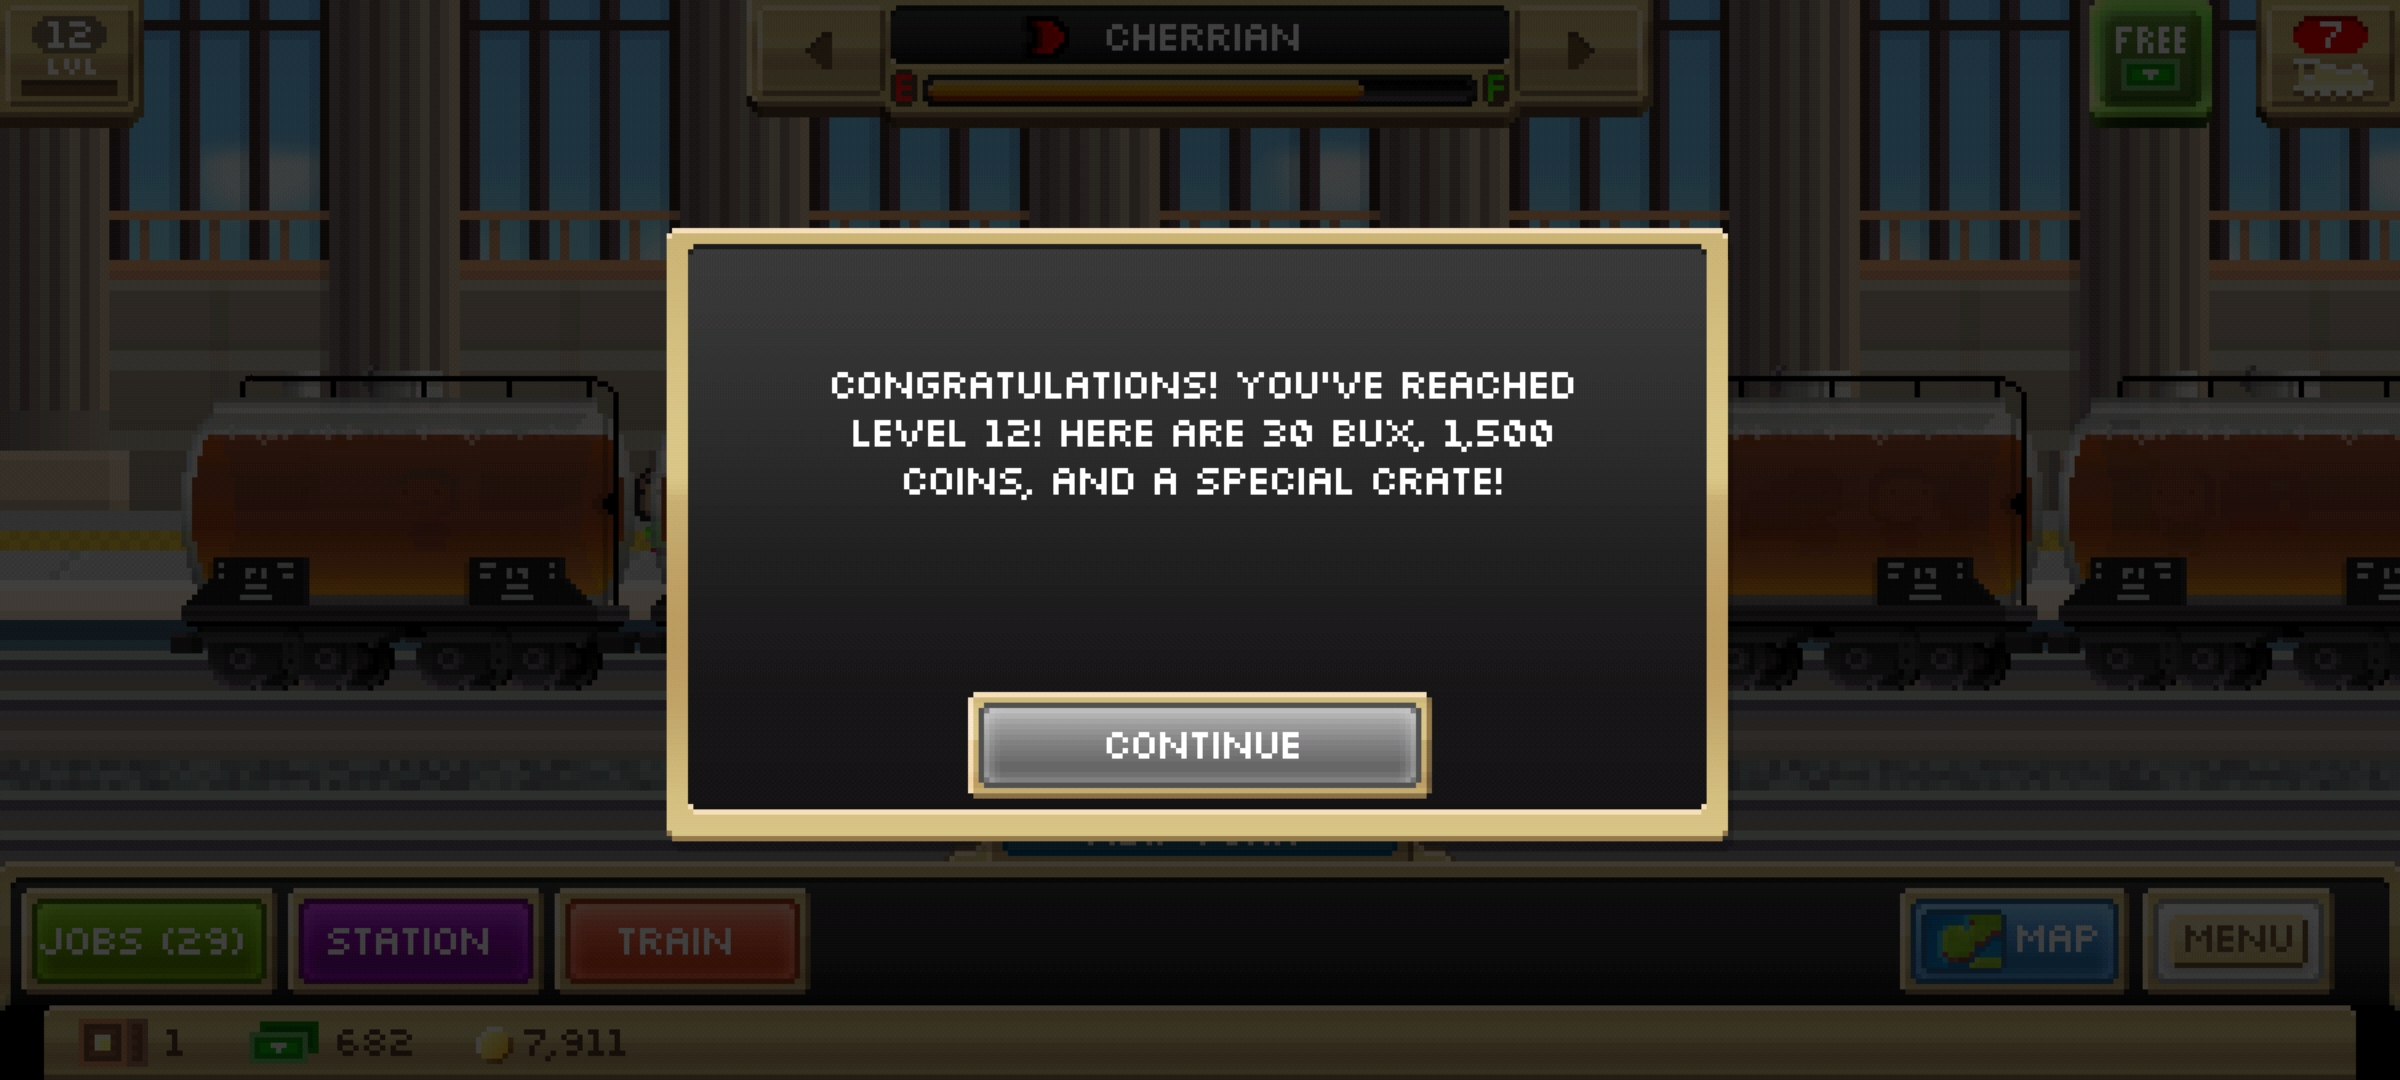 12
LVL
CHERRIAN
E
F
FREE
7
CONGRATULATIONS! YOU'VE REACHED
LEVEL 12! HERE ARE 30 BUX, 1,500
COINS, AND A SPECIAL CRATE!
CONTINUE
JOBS (29)
STATION
TRAIN
MAP
MENU
1
682
7,911